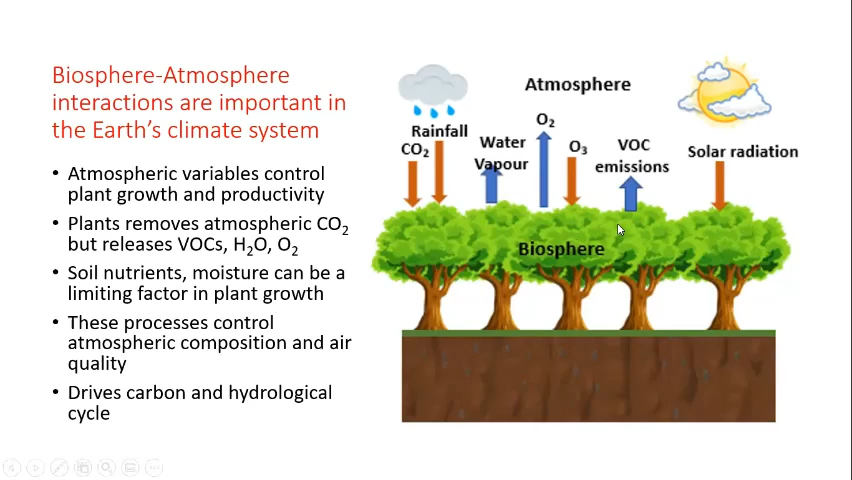 Biosphere-Atmosphere
interactions are important in
the Earth's climate system
• Atmospheric variables control
plant growth and productivity
• Plants removes atmospheric CO₂
but releases VOCs, H₂O, O₂
• Soil nutrients, moisture can be a
limiting factor in plant growth
• These processes control
atmospheric composition and air
quality
• Drives carbon and hydrological
cycle
Atmosphere
Rainfall
CO₂
Water
Vapour
O₂
O₃
VOC
emissions
Solar radiation
Biosphere